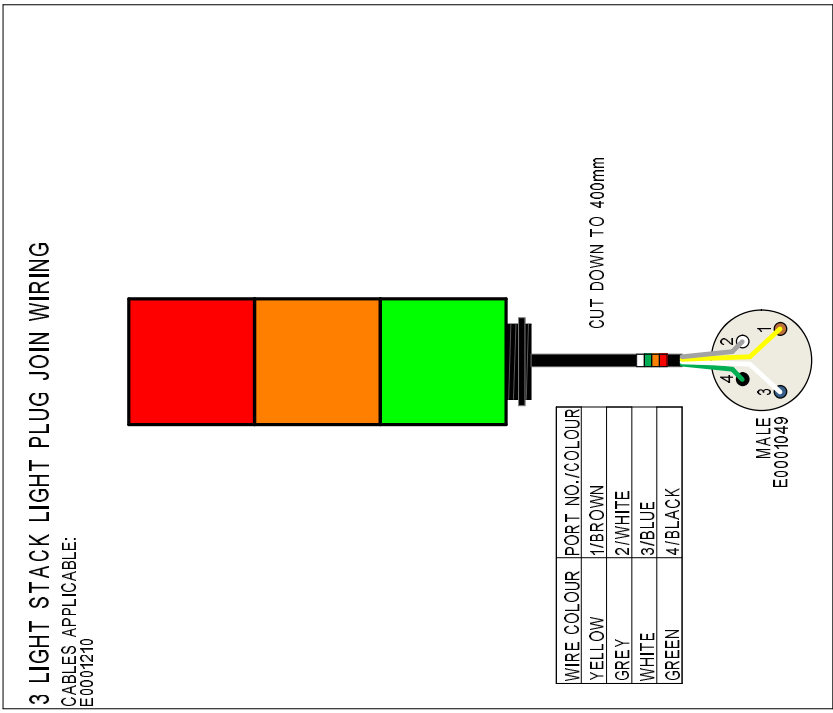 3 LIGHT STACK LIGHT PLUG JOIN WIRING
CABLES APPLICABLE:
E0001210
CUT DOWN TO 400mm
WIRE COLOUR PORT NO./COLOUR
YELLOW 1/BROWN
GREY 2/WHITE
WHITE 3/BLUE
GREEN 4/BLACK
4 2
3 1
MALE
E0001049